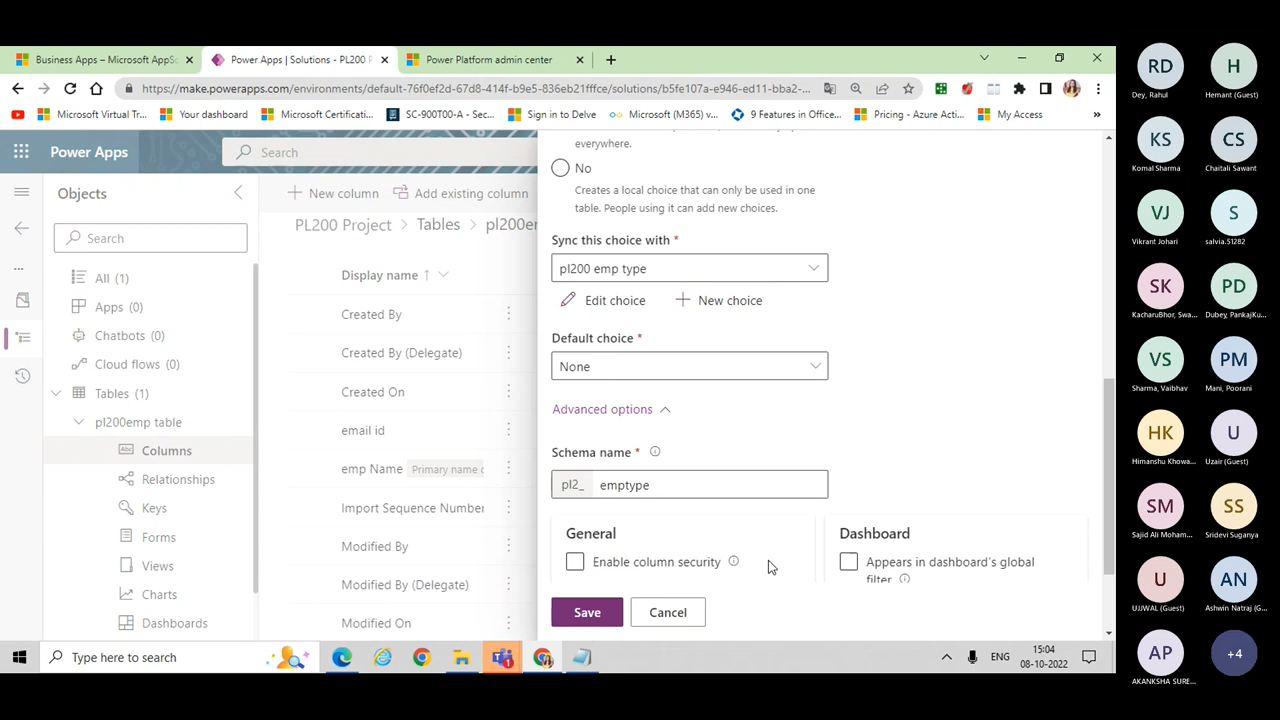 Business Apps – Microsoft AppSo
Power Apps | Solutions - PL200 P
Power Platform admin center
https://make.powerapps.com/environments/default-76f0ef2d-67d8-414f-b9e5-836eb21fffce/solutions/b5fe107a-e946-ed11-bba2-...
Microsoft Virtual Tr...
Your dashboard
Microsoft Certificati...
SC-900T00-A - Sec...
Sign in to Delve
Microsoft (M365) v...
9 Features in Office...
Pricing - Azure Acti...
My Access
»
Power Apps
Search
Objects
Search
All (1)
Apps (0)
Chatbots (0)
Cloud flows (0)
Tables (1)
pl200emp table
Columns
Relationships
Keys
Forms
Views
Charts
Dashboards
New column
Add existing column
PL200 Project > Tables > pl200em
Display name ↑
Created By
Created By (Delegate)
Created On
email id
emp Name Primary name c
Import Sequence Number
Modified By
Modified By (Delegate)
Modified On
everywhere.
No
Creates a local choice that can only be used in one
table. People using it can add new choices.
Sync this choice with *
pl200 emp type
Edit choice
New choice
Default choice *
None
Advanced options
Schema name *
pl2_ emptype
General
Enable column security
Dashboard
Appears in dashboard's global
filter
Save
Cancel
Type here to search
ENG
15:04
08-10-2022
RD
Dey, Rahul
H
Hemant (Guest)
KS
Komal Sharma
CS
Chaitali Sawant
VJ
Vikrant Johari
S
salvia.51282
SK
KacharuBhor, Swa...
PD
Dubey, PankajKu...
VS
Sharma, Vaibhav
PM
Mani, Poorani
HK
Himanshu Khowa...
U
Uzair (Guest)
SM
Sajid Ali Moham...
SS
Sridevi Suganya
U
UJJWAL (Guest)
AN
Ashwin Natraj (G...
AP
AKANKSHA SURE...
+4